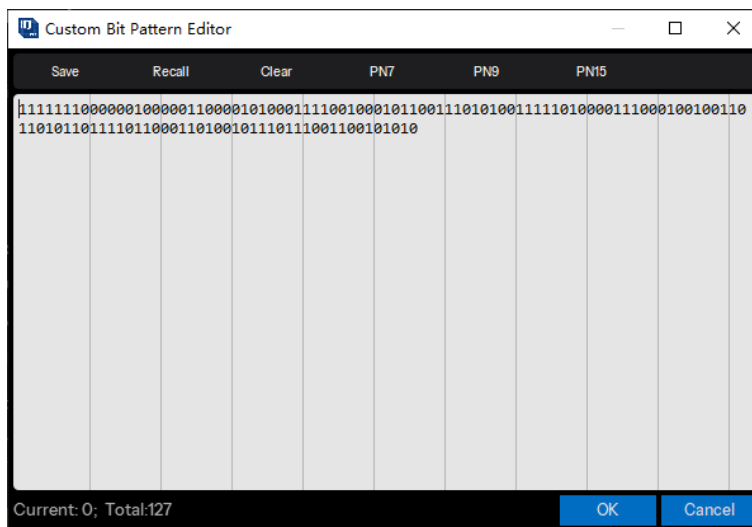 Custom Bit Pattern Editor
Save Recall Clear PN7 PN9 PN15
1111111000000100000110000101000111100100010110011101010011111010000111000100100110
110101101111011000110100101110111001100101010
Current: 0; Total:127 OK Cancel